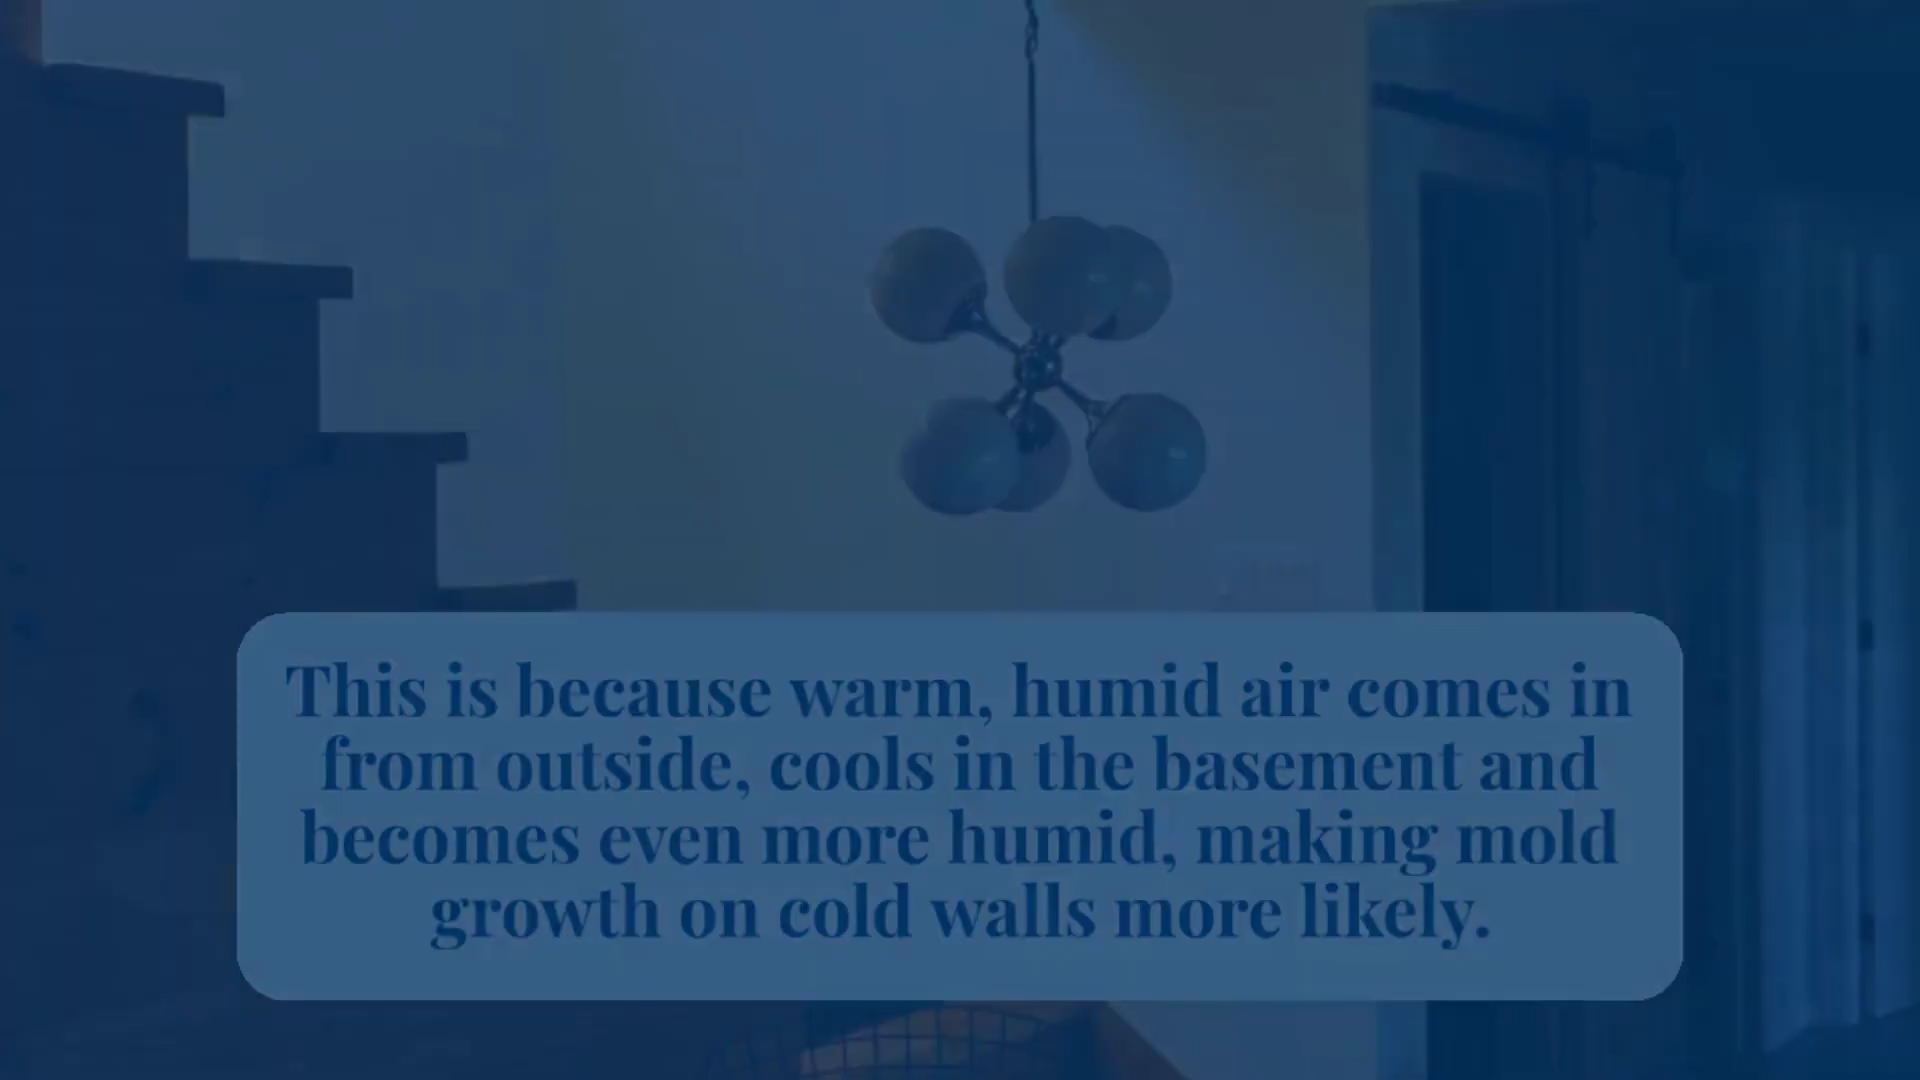 This is because warm, humid air comes in
from outside, cools in the basement and
becomes even more humid, making mold
growth on cold walls more likely.